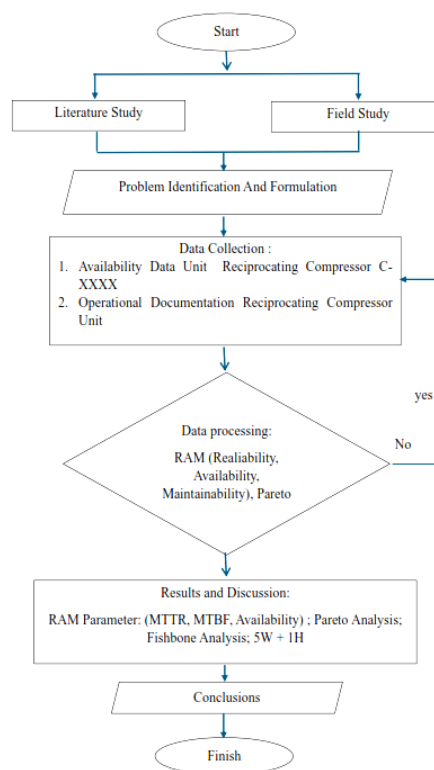 Start
Literature Study
Field Study
Problem Identification And Formulation
Data Collection :
1. Availability Data Unit Reciprocating Compressor C-
XXXX
2. Operational Documentation Reciprocating Compressor
Unit
yes
Data processing:
No
RAM (Realiability,
Availability,
Maintainability), Pareto
Results and Discussion:
RAM Parameter: (MTTR, MTBF, Availability) ; Pareto Analysis;
Fishbone Analysis; 5W + 1H
Conclusions
Finish